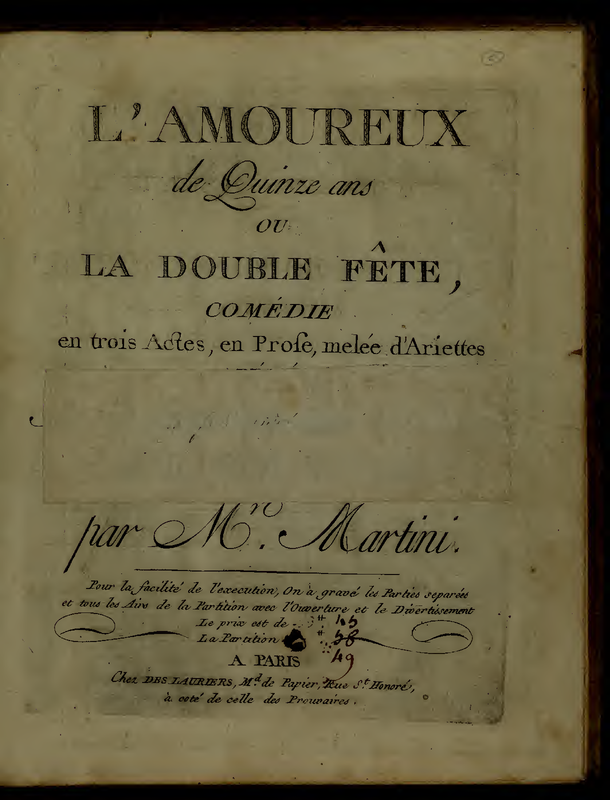 L'AMOUREUX
de Quinze ans
OU
LA DOUBLE FÊTE,
COMÉDIE
en trois Actes, en Proſe, melée d'Ariettes
par Mr. Martini.
Pour la facilité de l'execution, On a gravé les Parties separées
et tous les Airs de la Partition avec l'Ouverture et le Divertissement
Le prix est de
La Partition
49
A PARIS
Chez DES LAURIERS, Md. de Papier, Rue St. Honoré,
à coté de celle des Prouvaires.